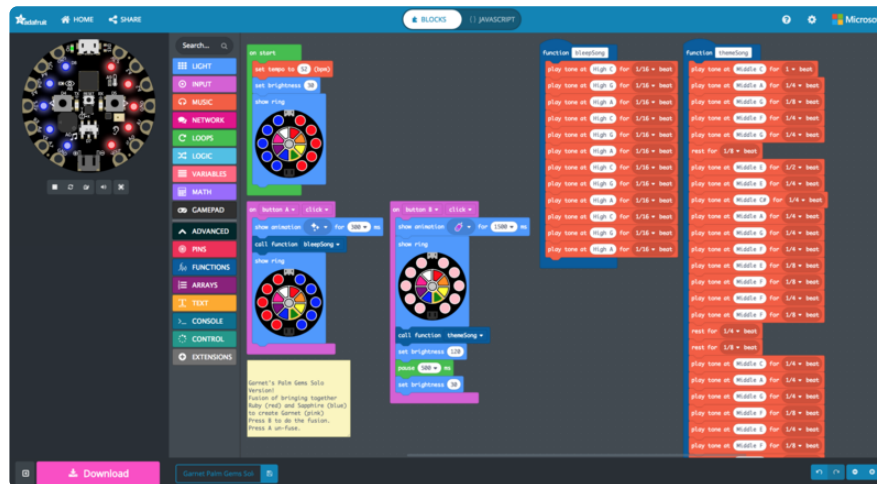 adafruit HOME SHARE BLOCKS {} JAVASCRIPT Microsof
Search...
LIGHT
INPUT
MUSIC
NETWORK
LOOPS
LOGIC
VARIABLES
MATH
GAMEPAD
ADVANCED
PINS
FUNCTIONS
ARRAYS
TEXT
CONSOLE
CONTROL
EXTENSIONS
on start
set tempo to 52 (bpm)
set brightness 30
show ring
on button A click
show animation for 300 ms
call function bleepSong
show ring
Garnet's Palm Gems Solo
Version!
Fusion of bringing together
Ruby (red) and Sapphire (blue)
to create Garnet (pink)
Press B to do the fusion.
Press A un-fuse.
on button B click
show animation for 1500 ms
show ring
call function themeSong
set brightness 120
pause 500 ms
set brightness 30
function bleepSong
play tone at High C for 1/16 beat
play tone at High G for 1/16 beat
play tone at High A for 1/16 beat
play tone at High C for 1/16 beat
play tone at High G for 1/16 beat
play tone at High A for 1/16 beat
play tone at High C for 1/16 beat
play tone at High G for 1/16 beat
play tone at High A for 1/16 beat
play tone at High C for 1/16 beat
play tone at High G for 1/16 beat
play tone at High A for 1/16 beat
function themeSong
play tone at Middle C for 1 beat
play tone at Middle A for 1/4 beat
play tone at Middle G for 1/8 beat
play tone at Middle F for 1/4 beat
play tone at Middle G for 1/4 beat
rest for 1/8 beat
play tone at Middle E for 1/2 beat
play tone at Middle E for 1/4 beat
play tone at Middle C# for 1/4 beat
play tone at Middle A for 1/4 beat
play tone at Middle G for 1/4 beat
play tone at Middle F for 1/4 beat
play tone at Middle G for 1/8 beat
play tone at Middle F for 1/8 beat
play tone at Middle F for 1/4 beat
play tone at Middle F for 1/8 beat
rest for 1/4 beat
rest for 1/8 beat
play tone at Middle C for 1/4 beat
play tone at Middle A for 1/4 beat
play tone at Middle G for 1/4 beat
play tone at Middle F for 1/8 beat
play tone at Middle E for 1/4 beat
play tone at Middle for 1/4 beat
Download
Garnet Palm Gems Sol